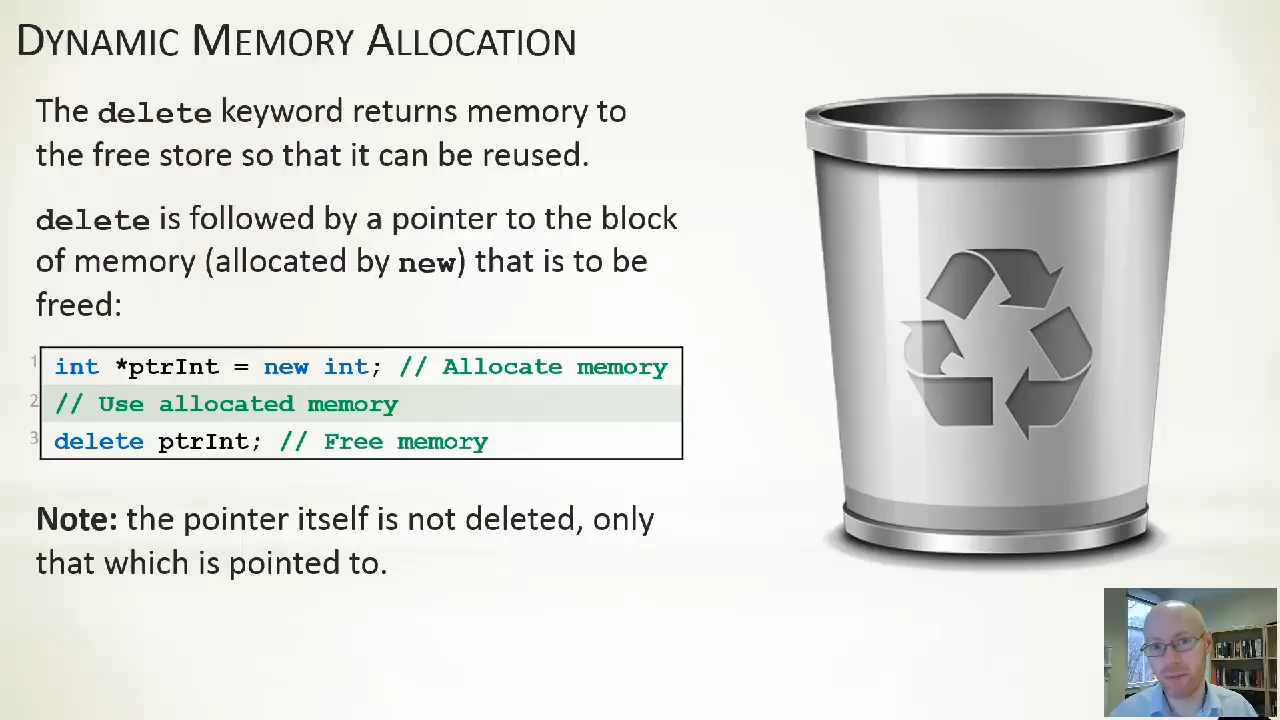 DYNAMIC MEMORY ALLOCATION
The delete keyword returns memory to
the free store so that it can be reused.
delete is followed by a pointer to the block
of memory (allocated by new) that is to be
freed:
1 int *ptrInt = new int; // Allocate memory
2 // Use allocated memory
3 delete ptrInt; // Free memory
Note: the pointer itself is not deleted, only
that which is pointed to.